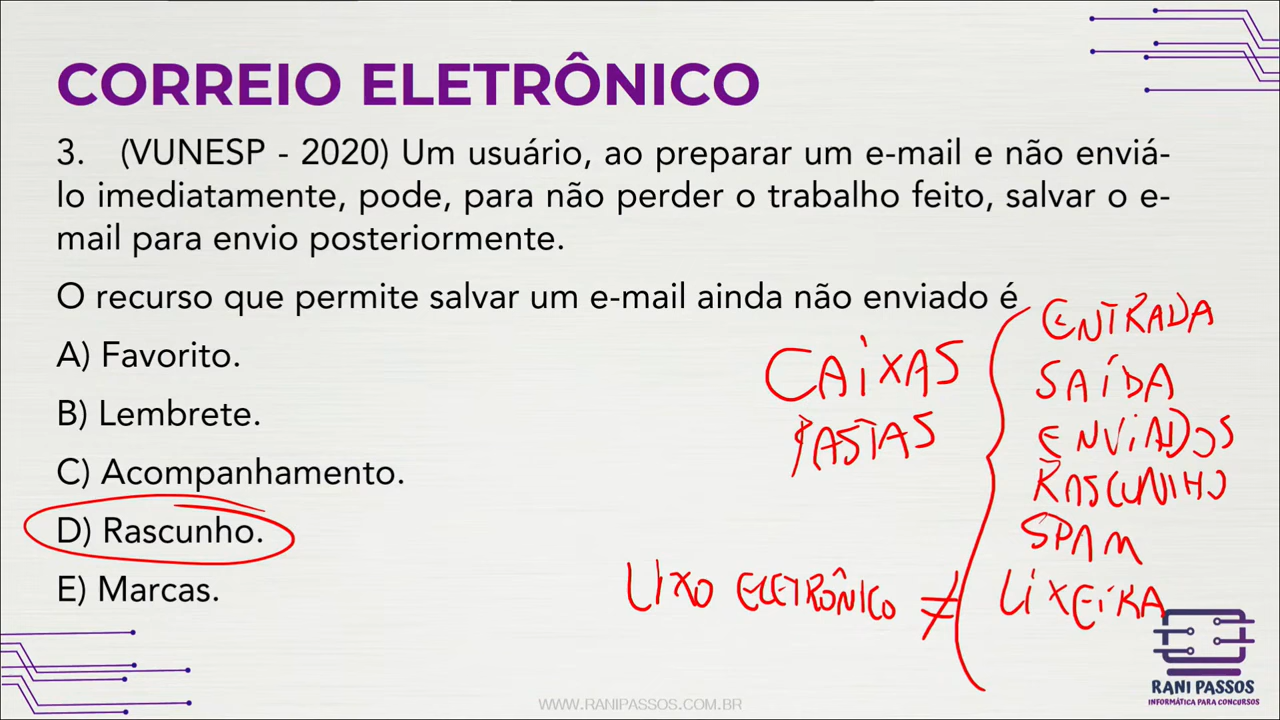 CORREIO ELETRÔNICO
3. (VUNESP - 2020) Um usuário, ao preparar um e-mail e não enviá-
lo imediatamente, pode, para não perder o trabalho feito, salvar o e-
mail para envio posteriormente.
O recurso que permite salvar um e-mail ainda não enviado é
A) Favorito.
B) Lembrete.
C) Acompanhamento.
D) Rascunho.
E) Marcas.
CAIXAS
PASTAS
ENTRADA
SAÍDA
ENVIADOS
RASCUNHO
SPAM
LIXO ELETRÔNICO ≠ LIXEIRA
RANI PASSOS
INFORMÁTICA PARA CONCURSOS
WWW.RANIPASSOS.COM.BR